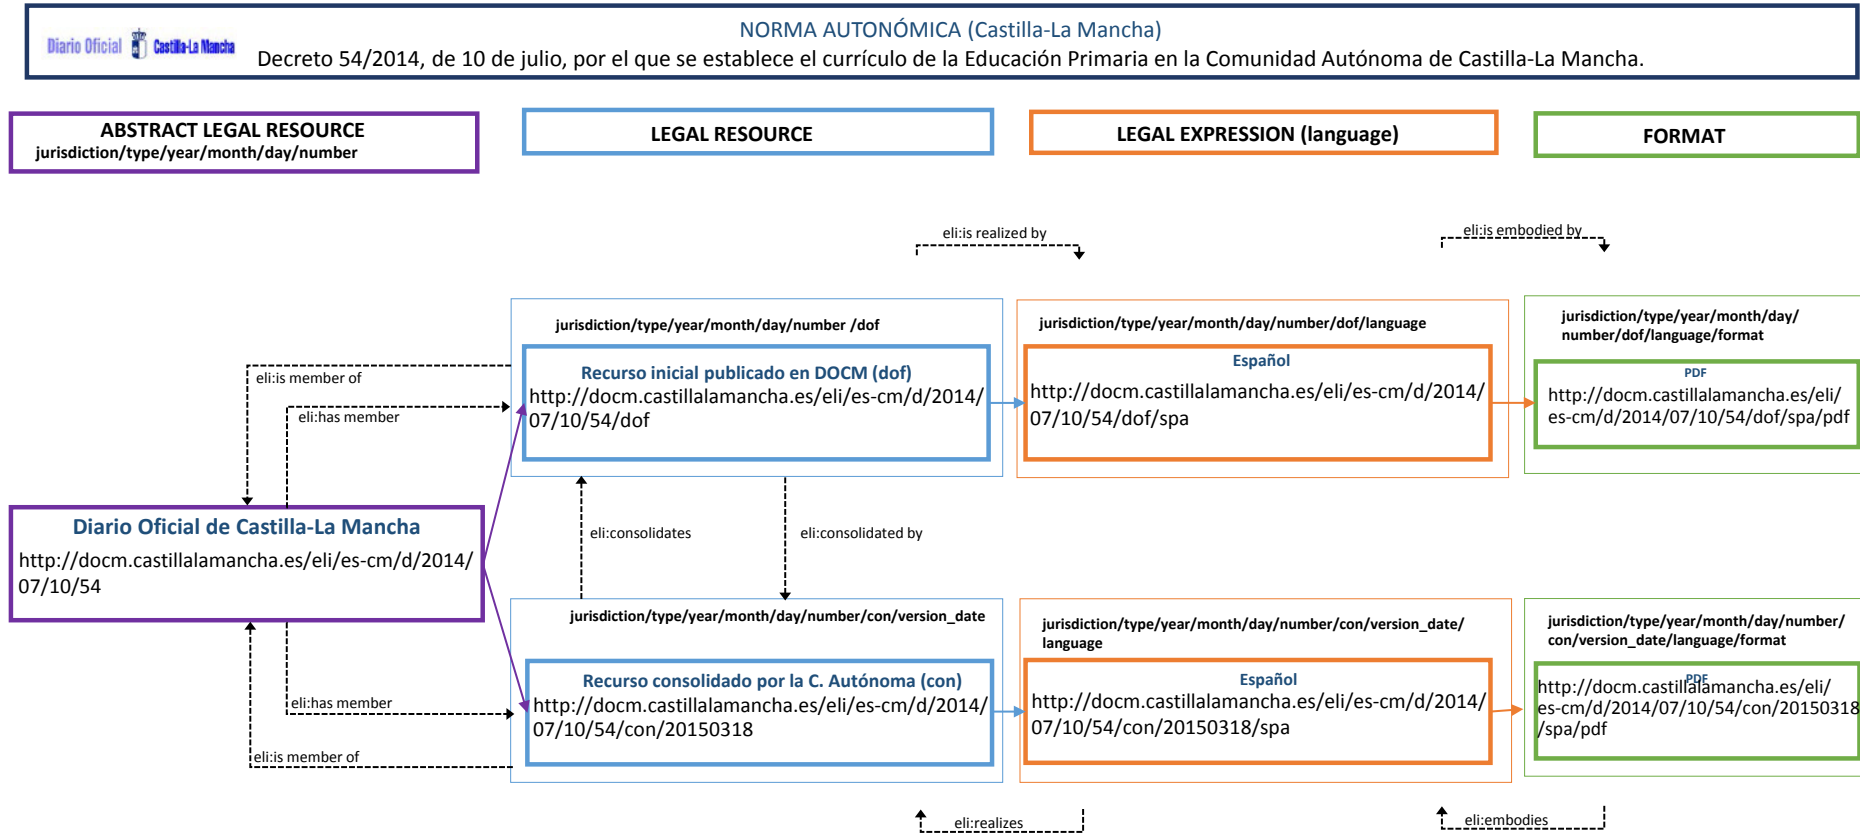 NORMA AUTONÓMICA (Castilla-La Mancha)
Diario Oficial Castilla-La Mancha
Decreto 54/2014, de 10 de julio, por el que se establece el currículo de la Educación Primaria en la Comunidad Autónoma de Castilla-La Mancha.
ABSTRACT LEGAL RESOURCE
jurisdiction/type/year/month/day/number
LEGAL RESOURCE
LEGAL EXPRESSION (language)
FORMAT
eli:is realized by
eli:is embodied by
jurisdiction/type/year/month/day/number /dof
Recurso inicial publicado en DOCM (dof)
http://docm.castillalamancha.es/eli/es-cm/d/2014/
07/10/54/dof
jurisdiction/type/year/month/day/number/dof/language
Español
http://docm.castillalamancha.es/eli/es-cm/d/2014/
07/10/54/dof/spa
jurisdiction/type/year/month/day/
number/dof/language/format
PDF
http://docm.castillalamancha.es/eli/
es-cm/d/2014/07/10/54/dof/spa/pdf
eli:is member of
eli:has member
Diario Oficial de Castilla-La Mancha
http://docm.castillalamancha.es/eli/es-cm/d/2014/
07/10/54
eli:consolidates
eli:consolidated by
eli:has member
eli:is member of
jurisdiction/type/year/month/day/number/con/version_date
Recurso consolidado por la C. Autónoma (con)
http://docm.castillalamancha.es/eli/es-cm/d/2014/
07/10/54/con/20150318
jurisdiction/type/year/month/day/number/con/version_date/
language
Español
http://docm.castillalamancha.es/eli/es-cm/d/2014/
07/10/54/con/20150318/spa
jurisdiction/type/year/month/day/number/
con/version_date/language/format
PDF
http://docm.castillalamancha.es/eli/
es-cm/d/2014/07/10/54/con/20150318
/spa/pdf
eli:realizes
eli:embodies